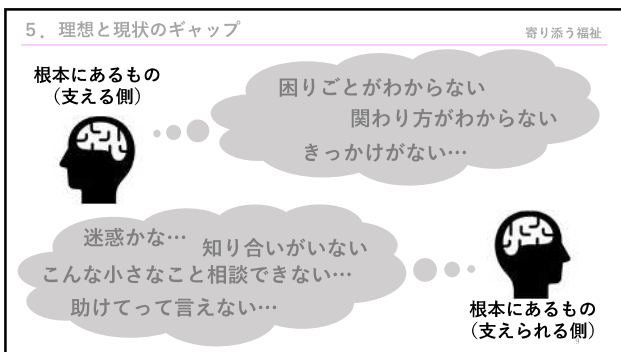 5．理想と現状のギャップ
寄り添う福祉
根本にあるもの
（支える側）
困りごとがわからない
関わり方がわからない
きっかけがない…
迷惑かな…
知り合いがいない
こんな小さなこと相談できない…
助けてって言えない…
根本にあるもの
（支えられる側）
9